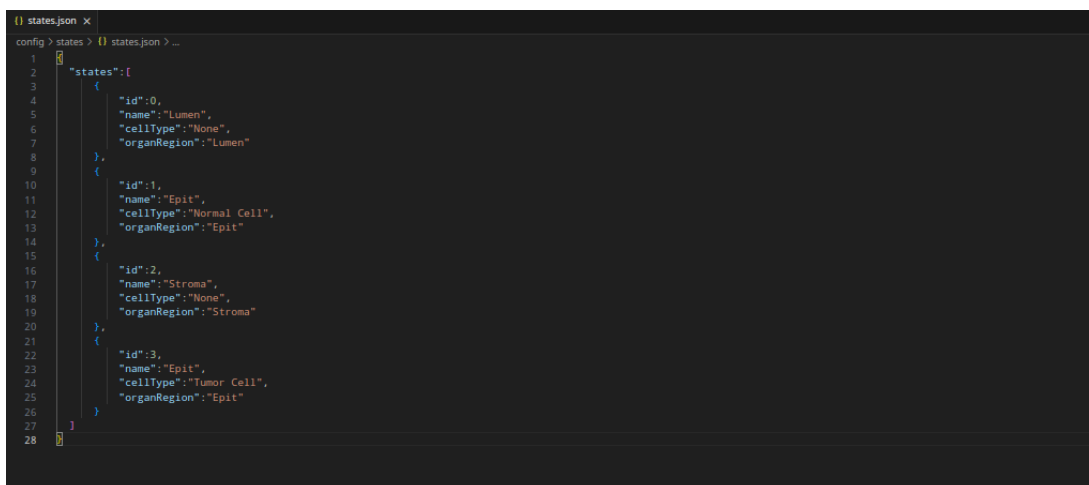 {} states.json ×
config > states > {} states.json > ...
1 {
2 "states":[
3 {
4 "id":0,
5 "name":"Lumen",
6 "cellType":"None",
7 "organRegion":"Lumen"
8 },
9 {
10 "id":1,
11 "name":"Epit",
12 "cellType":"Normal Cell",
13 "organRegion":"Epit"
14 },
15 {
16 "id":2,
17 "name":"Stroma",
18 "cellType":"None",
19 "organRegion":"Stroma"
20 },
21 {
22 "id":3,
23 "name":"Epit",
24 "cellType":"Tumor Cell",
25 "organRegion":"Epit"
26 }
27 ]
28 }